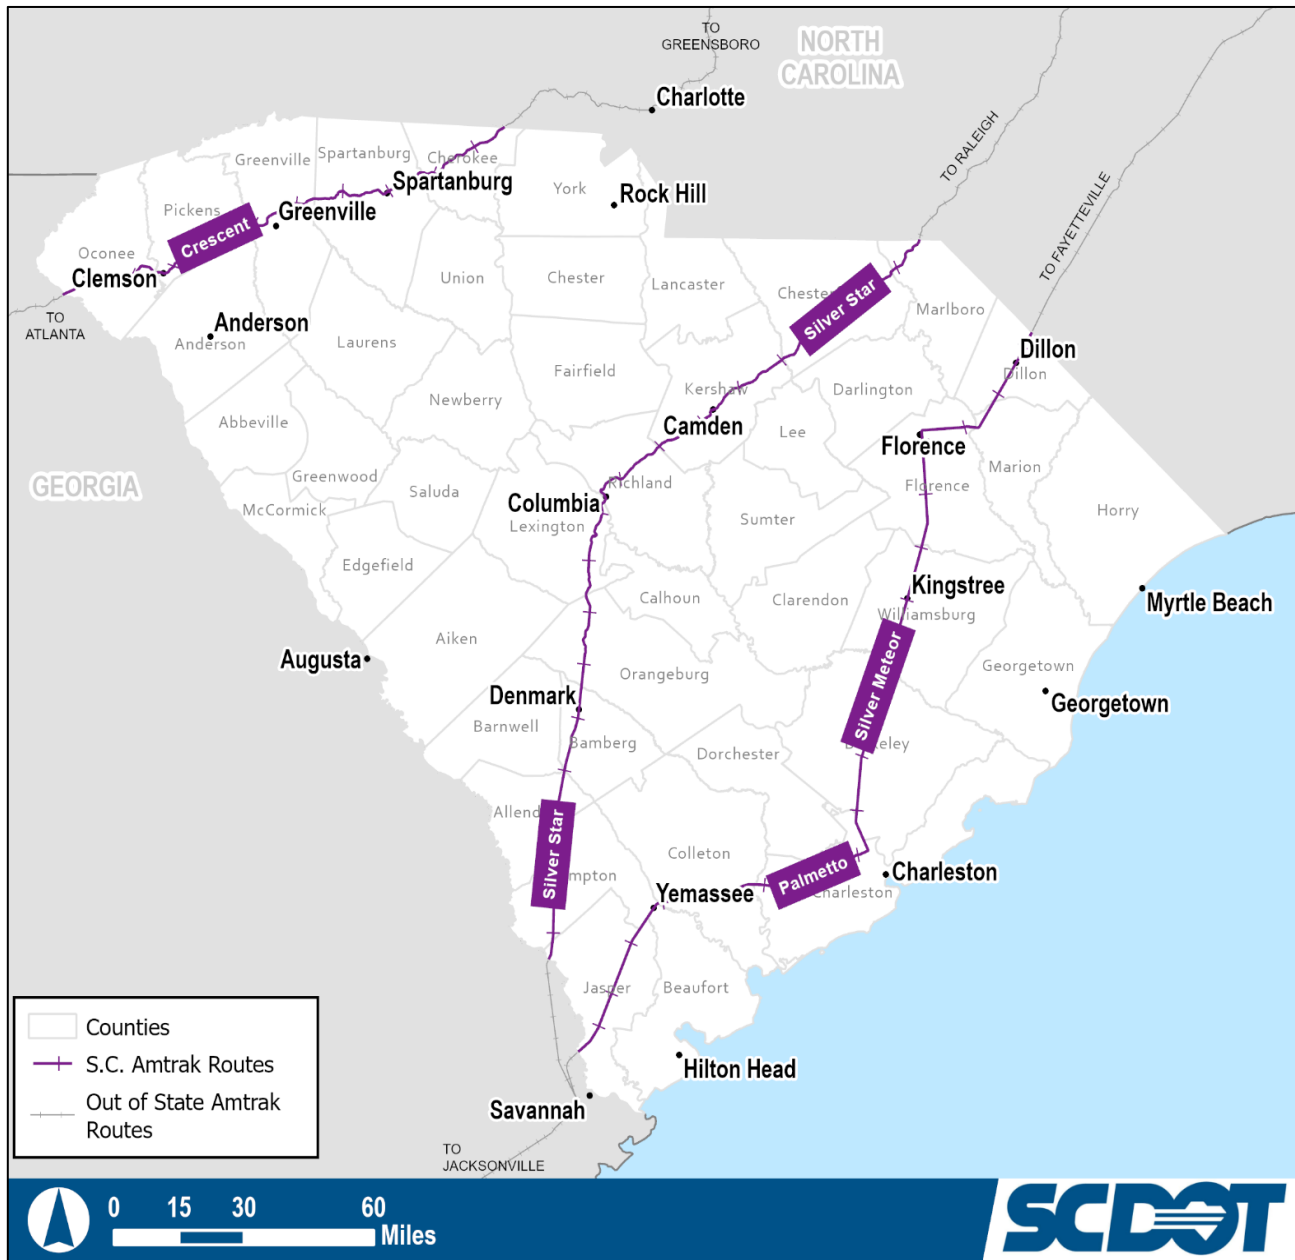 TO
GREENSBORO
NORTH
CAROLINA
Charlotte
TO RALEIGH
TO FAYETTEVILLE
Greenville
Spartanburg
Cherokee
York
Spartanburg
Rock Hill
Pickens
Greenville
Crescent
Oconee
Clemson
Union
Chester
Lancaster
Silver Star
Marlboro
TO
ATLANTA
Anderson
Anderson
Laurens
Fairfield
Dillon
Dillon
Kershaw
Darlington
Newberry
Abbeville
Camden
Lee
Florence
Marion
GEORGIA
Greenwood
Saluda
Richland
Columbia
Lexington
Florence
McCormick
Sumter
Horry
Edgefield
Calhoun
Clarendon
Kingstree
Williamsburg
Myrtle Beach
Aiken
Augusta
Orangeburg
Silver Meteor
Georgetown
Georgetown
Denmark
Barnwell
Bamberg
Dorchester
Silver Star
Colleton
Palmetto
Charleston
Charleston
Yemassee
Jasper
Beaufort
Hilton Head
Savannah
TO
JACKSONVILLE
Counties
S.C. Amtrak Routes
Out of State Amtrak
Routes
0 15 30 60
Miles
SCDOT